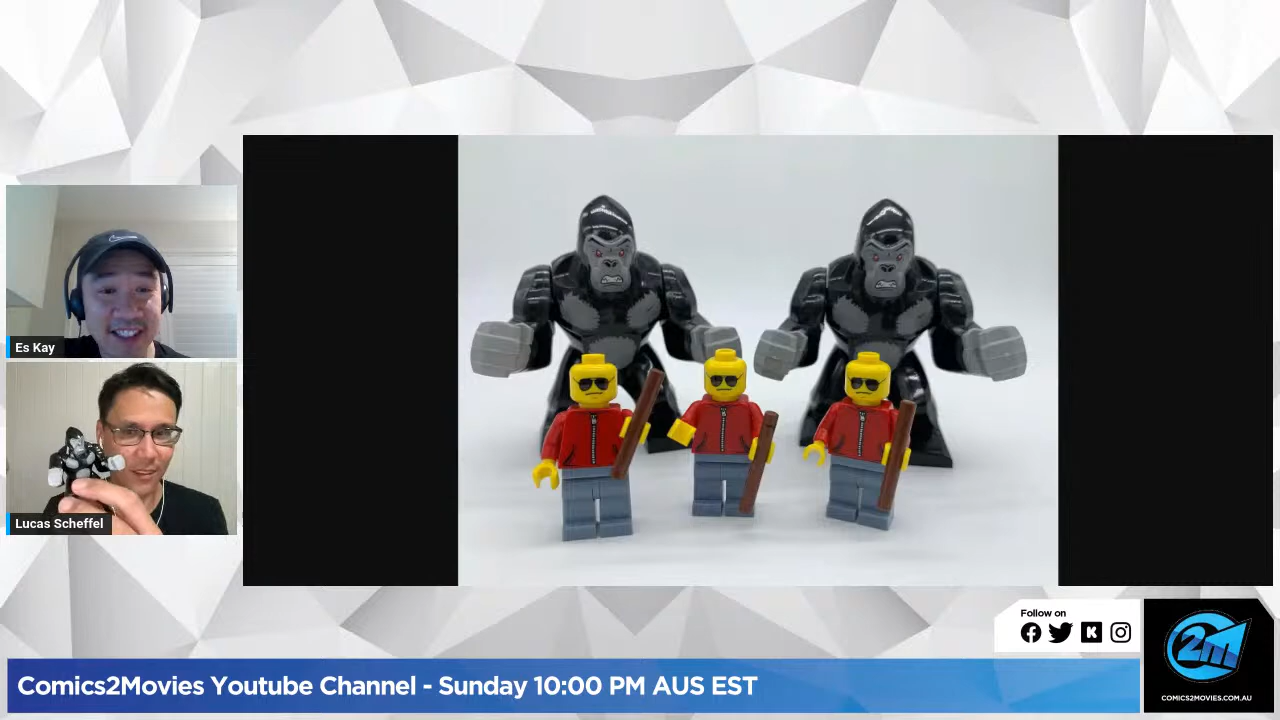 Es Kay
Lucas Scheffel
Follow on
2M
COMICS2MOVIES.COM.AU
Comics2Movies Youtube Channel - Sunday 10:00 PM AUS EST